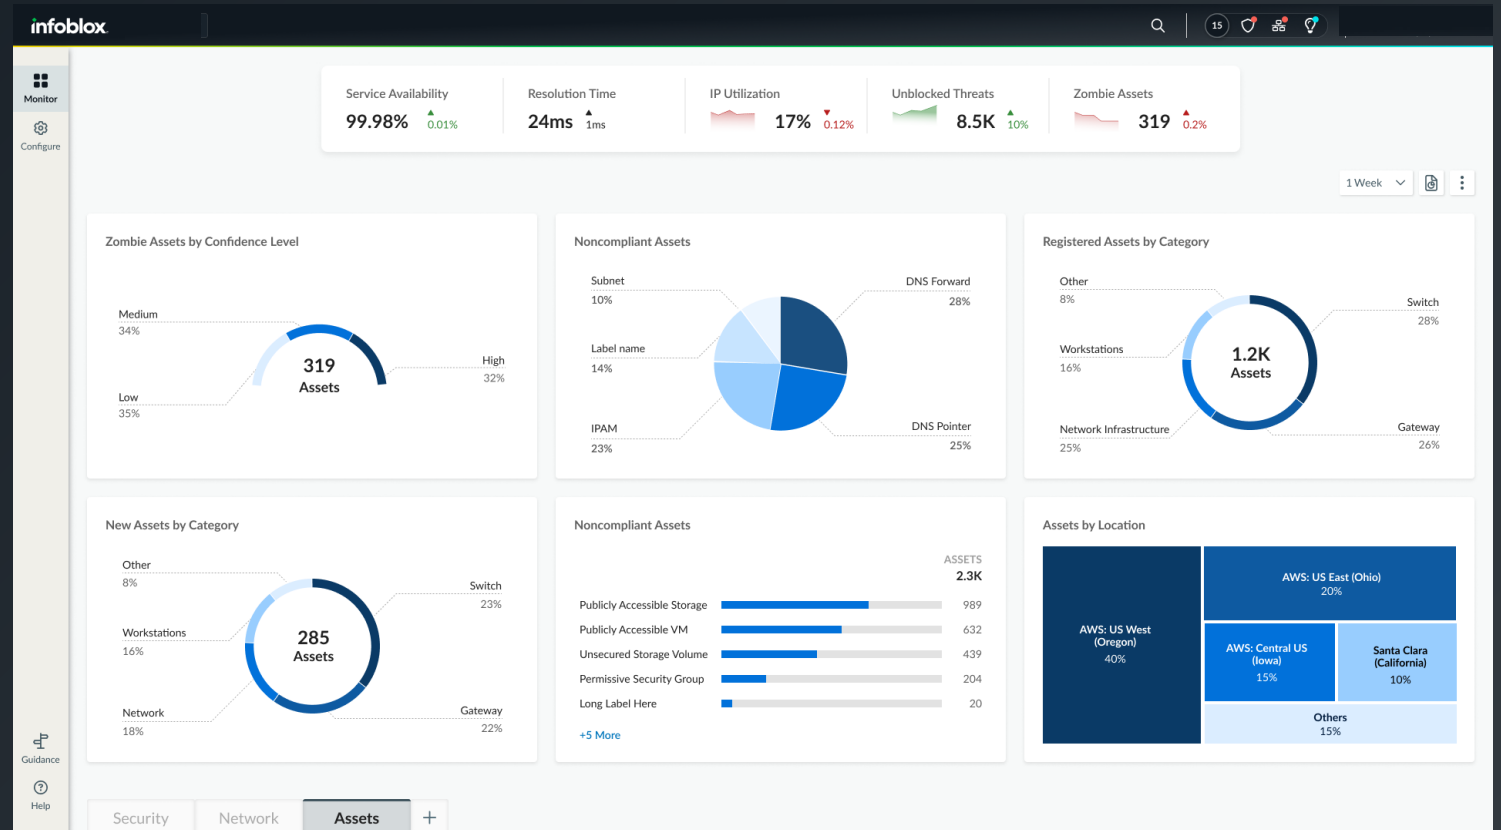 infoblox
15
Monitor
Configure
Guidance
Help
Service Availability
99.98%
0.01%
Resolution Time
24ms
1ms
IP Utilization
17%
0.12%
Unblocked Threats
8.5K
10%
Zombie Assets
319
0.2%
1 Week
Zombie Assets by Confidence Level
Medium
34%
High
32%
Low
35%
319
Assets
Noncompliant Assets
Subnet
10%
DNS Forward
28%
Label name
14%
IPAM
23%
DNS Pointer
25%
Registered Assets by Category
Other
8%
Switch
28%
Workstations
16%
1.2K
Assets
Network Infrastructure
25%
Gateway
26%
New Assets by Category
Other
8%
Switch
23%
Workstations
16%
285
Assets
Network
18%
Gateway
22%
Noncompliant Assets
ASSETS
2.3K
Publicly Accessible Storage 989
Publicly Accessible VM 632
Unsecured Storage Volume 439
Permissive Security Group 204
Long Label Here 20
+5 More
Assets by Location
AWS: US West
(Oregon)
40%
AWS: US East (Ohio)
20%
AWS: Central US
(Iowa)
15%
Santa Clara
(California)
10%
Others
15%
Security
Network
Assets
+